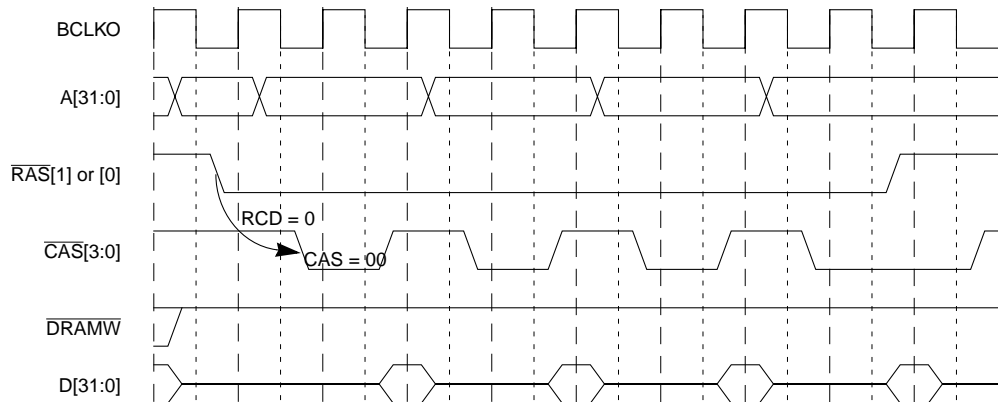 BCLKO
A[31:0]
RAS[1] or [0]
RCD = 0
CAS[3:0]
CAS = 00
DRAMW
D[31:0]